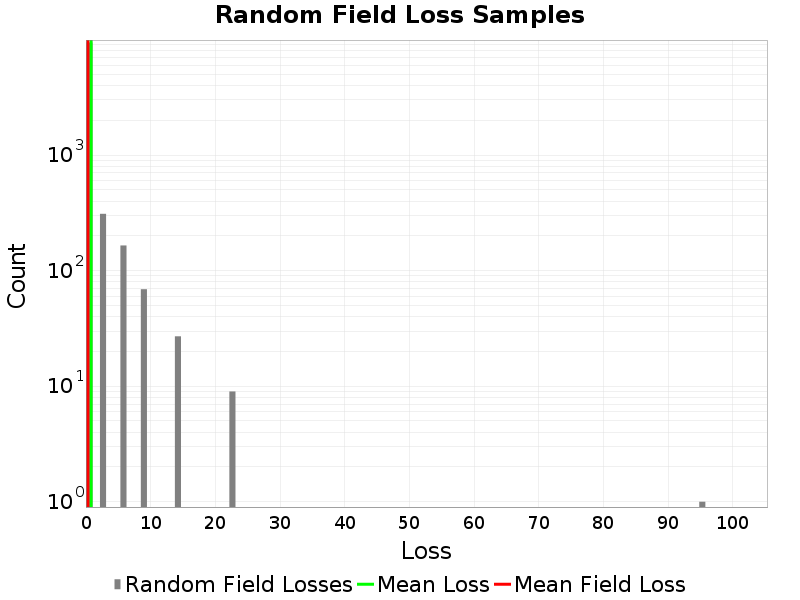 Random Field Loss Samples
Count
10^3
10^2
10^1
10^0
0 10 20 30 40 50 60 70 80 90 100
Loss
Random Field Losses Mean Loss Mean Field Loss